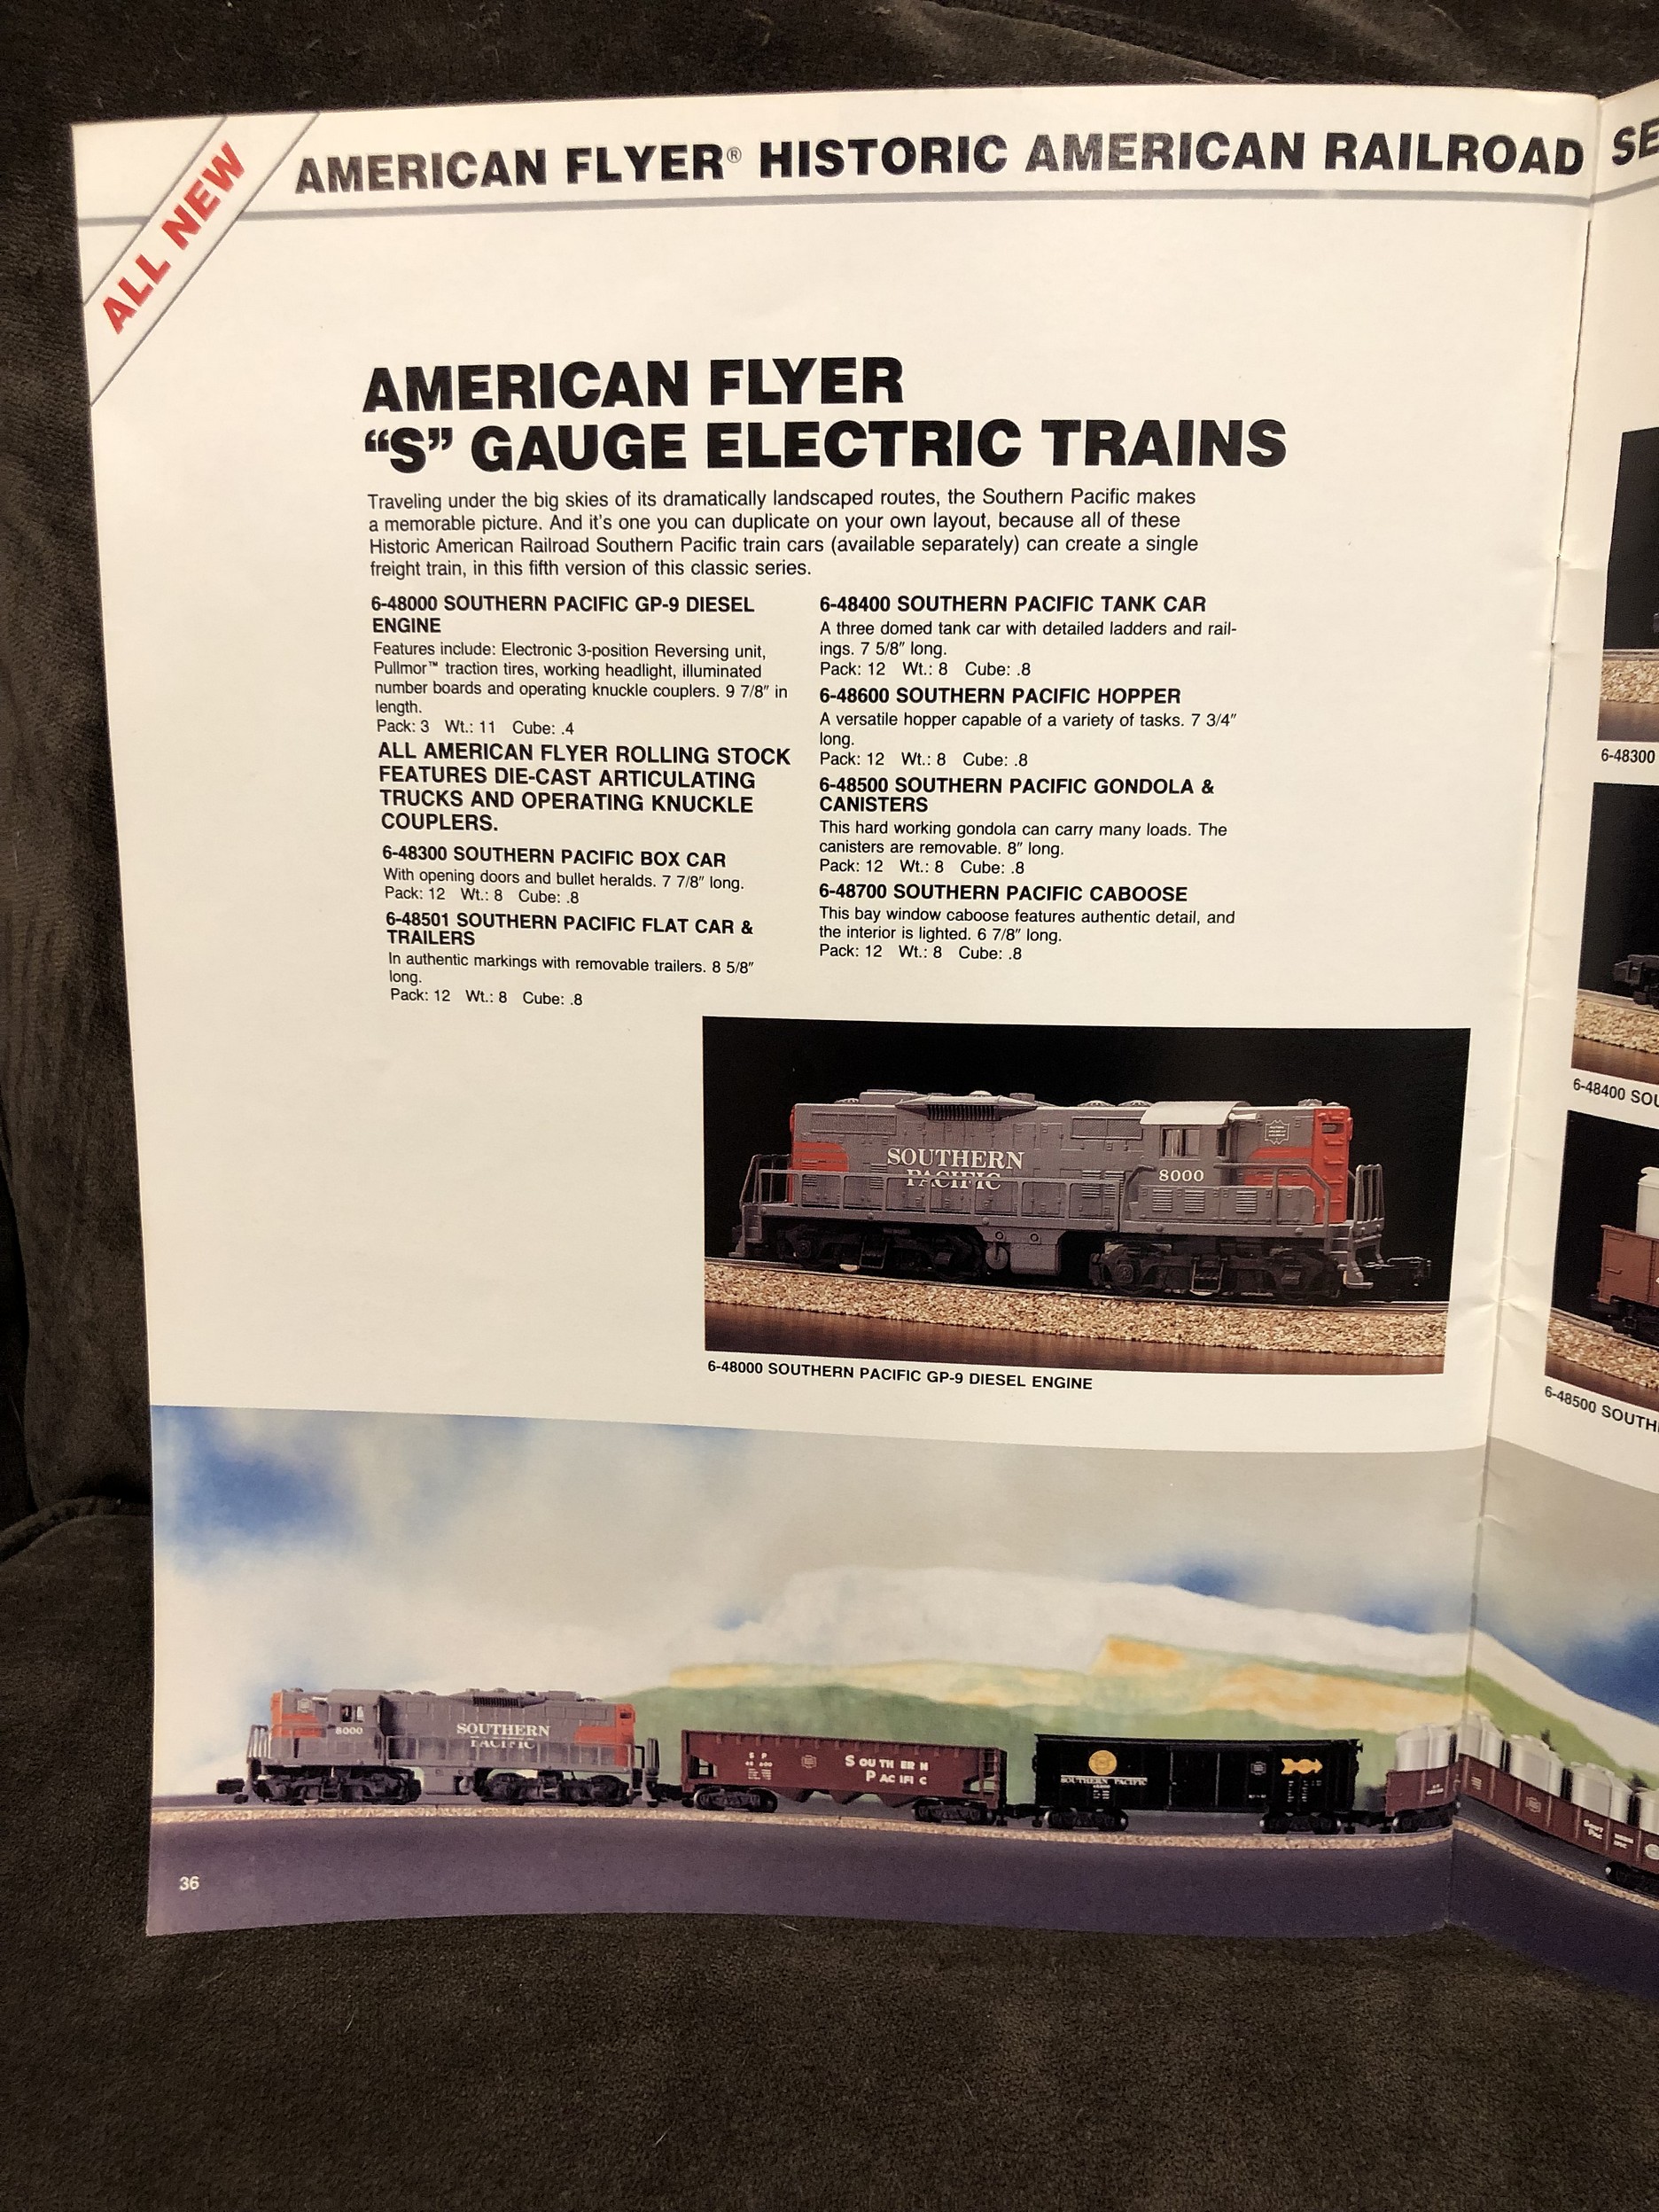 ALL NEW
AMERICAN FLYER® HISTORIC AMERICAN RAILROAD SE
AMERICAN FLYER
“S” GAUGE ELECTRIC TRAINS
Traveling under the big skies of its dramatically landscaped routes, the Southern Pacific makes
a memorable picture. And it's one you can duplicate on your own layout, because all of these
Historic American Railroad Southern Pacific train cars (available separately) can create a single
freight train, in this fifth version of this classic series.
6-48000 SOUTHERN PACIFIC GP-9 DIESEL
ENGINE
Features include: Electronic 3-position Reversing unit,
Pullmor™ traction tires, working headlight, illuminated
number boards and operating knuckle couplers. 9 7/8″ in
length.
Pack: 3 Wt.: 11 Cube: .4
ALL AMERICAN FLYER ROLLING STOCK
FEATURES DIE-CAST ARTICULATING
TRUCKS AND OPERATING KNUCKLE
COUPLERS.
6-48300 SOUTHERN PACIFIC BOX CAR
With opening doors and bullet heralds. 7 7/8″ long.
Pack: 12 Wt.: 8 Cube: .8
6-48501 SOUTHERN PACIFIC FLAT CAR &
TRAILERS
In authentic markings with removable trailers. 8 5/8″
long.
Pack: 12 Wt.: 8 Cube: .8
6-48400 SOUTHERN PACIFIC TANK CAR
A three domed tank car with detailed ladders and rail-
ings. 7 5/8″ long.
Pack: 12 Wt.: 8 Cube: .8
6-48600 SOUTHERN PACIFIC HOPPER
A versatile hopper capable of a variety of tasks. 7 3/4″
long.
Pack: 12 Wt.: 8 Cube: .8
6-48500 SOUTHERN PACIFIC GONDOLA &
CANISTERS
This hard working gondola can carry many loads. The
canisters are removable. 8″ long.
Pack: 12 Wt.: 8 Cube: .8
6-48700 SOUTHERN PACIFIC CABOOSE
This bay window caboose features authentic detail, and
the interior is lighted. 6 7/8″ long.
Pack: 12 Wt.: 8 Cube: .8
SOUTHERN
PACIFIC
8000
6-48000 SOUTHERN PACIFIC GP-9 DIESEL ENGINE
6-48300
6-48400 SOU
6-48500 SOUTH
8000
SOUTHERN
PACIFIC
S P
SOUTHERN
PACIFIC
SOUTHERN PACIFIC
SOUTHERN
PACIFIC
36